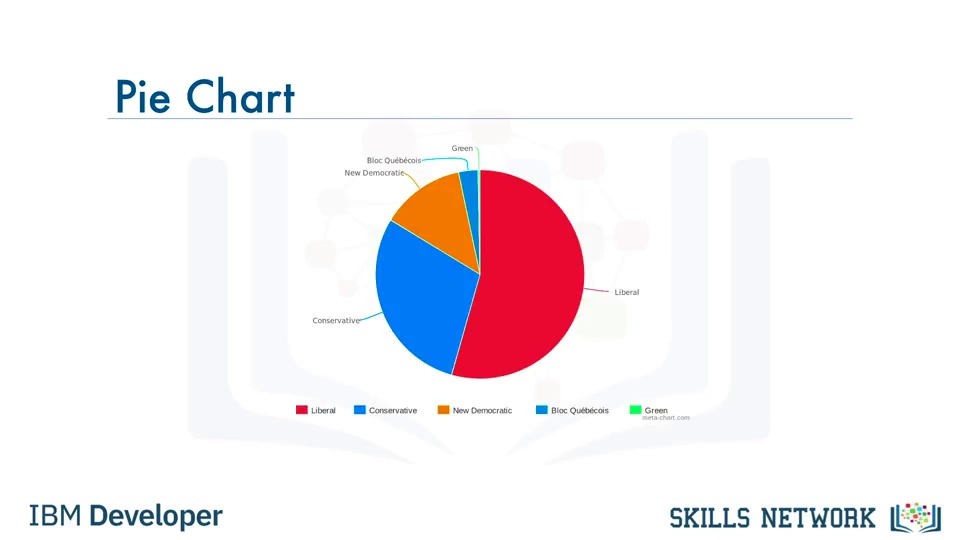 Pie Chart
Green
Bloc Québécois
New Democratic
Liberal
Conservative
Liberal Conservative New Democratic Bloc Québécois Green
meta-chart.com
IBM Developer
SKILLS NETWORK